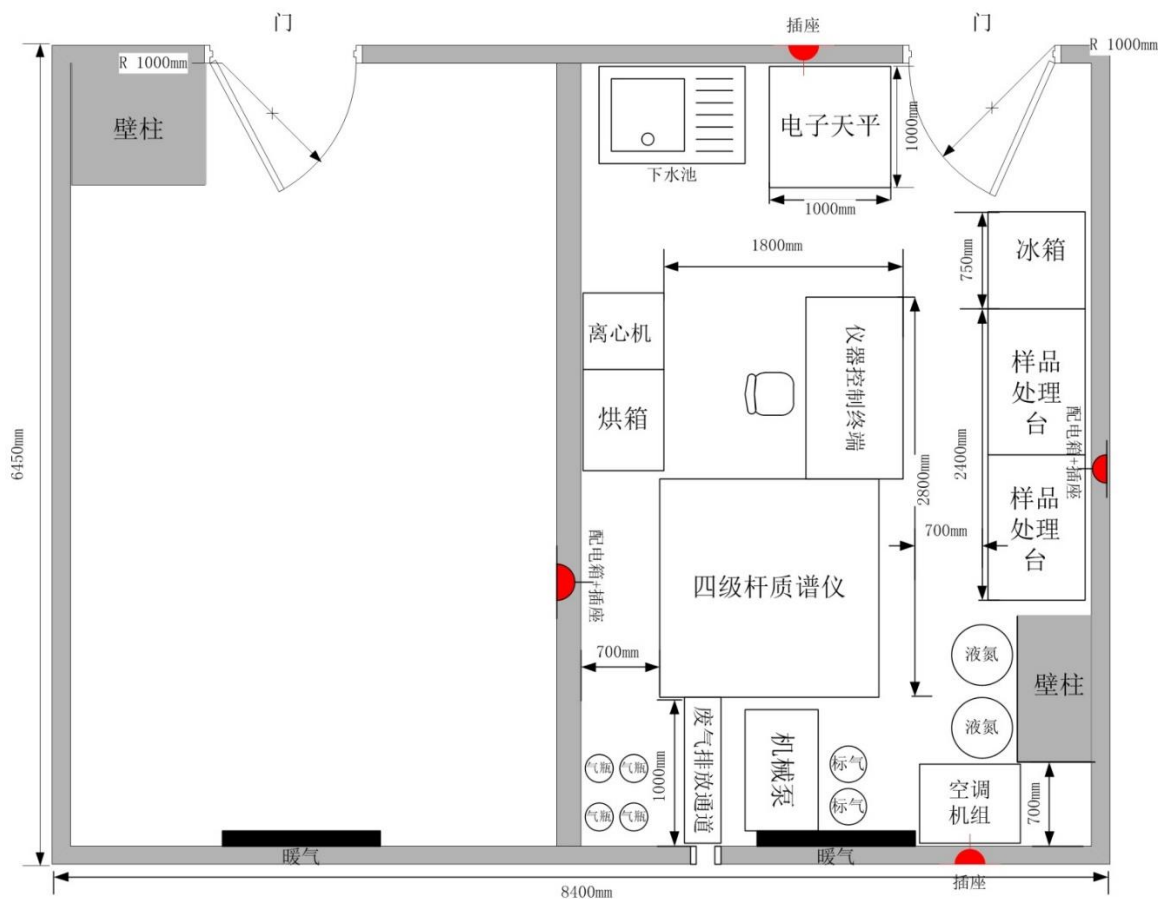 门
插座
门
R 1000mm
R 1000mm
壁柱
电子天平
1000mm
下水池
1000mm
1800mm
冰箱
750mm
离心机
仪器控制终端
样品
处理
台
烘箱
配电箱+插座
6450mm
2800mm
2400mm
样品
处理
台
700mm
配电箱+插座
四级杆质谱仪
700mm
液氮
壁柱
液氮
废气排放通道
机械泵
1000mm
气瓶
气瓶
标气
空调
机组
700mm
气瓶
气瓶
标气
暖气
暖气
插座
8400mm